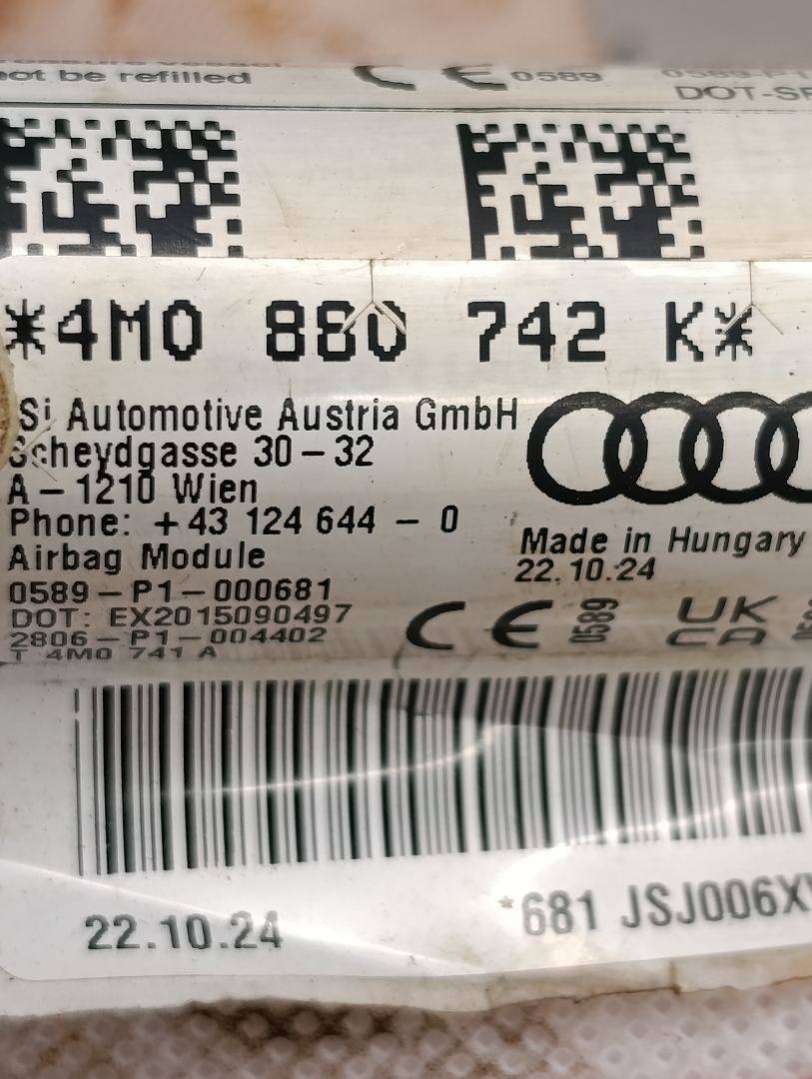 not be refilled CE 0589
DOT-SP
*4M0 880 742 K*
Si Automotive Austria GmbH
Scheydgasse 30 - 32
A - 1210 Wien
Phone: +43 124 644 - 0
Airbag Module
0589 - P1 - 000681
DOT: EX2015090497
2806 - P1 - 004402
T 4M0 741 A
Made in Hungary
22.10.24
CE 0589 UK CA
22.10.24
*681 JSJ006X